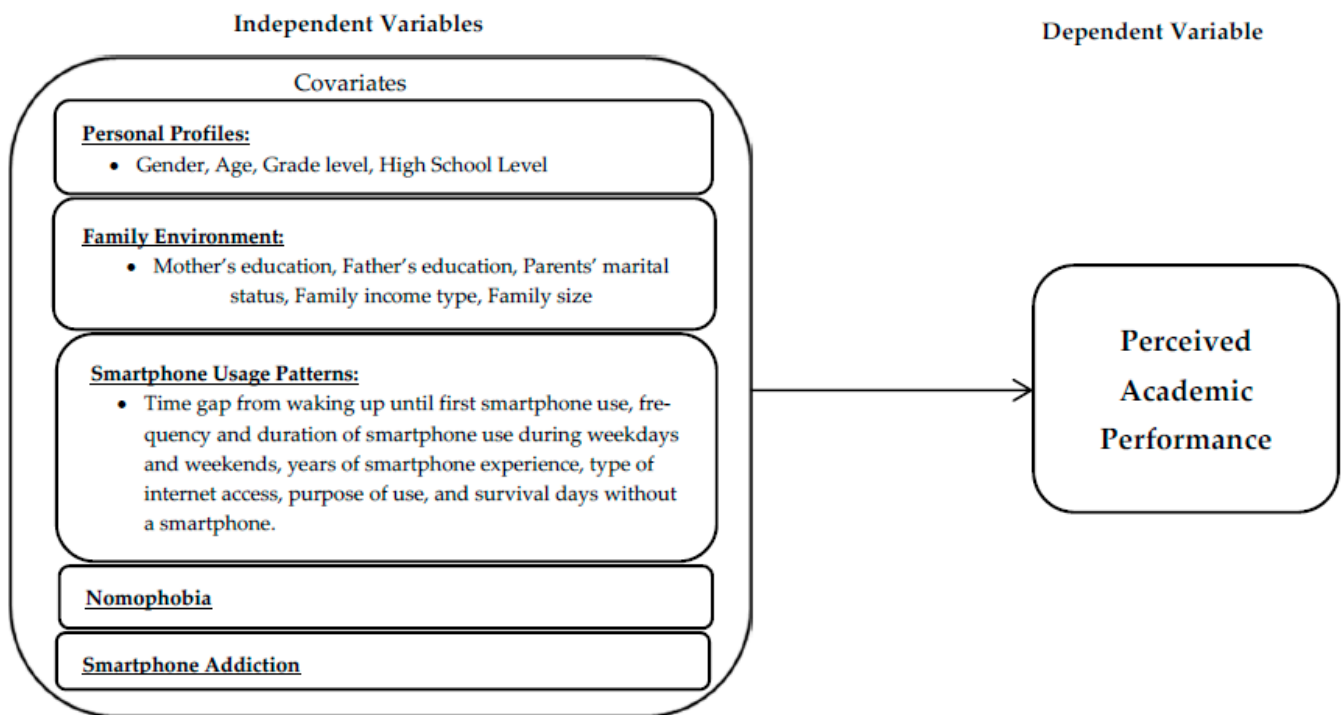 Independent Variables
Dependent Variable
Covariates
Personal Profiles:
• Gender, Age, Grade level, High School Level
Family Environment:
• Mother’s education, Father’s education, Parents’ marital
status, Family income type, Family size
Smartphone Usage Patterns:
• Time gap from waking up until first smartphone use, fre-
quency and duration of smartphone use during weekdays
and weekends, years of smartphone experience, type of
internet access, purpose of use, and survival days without
a smartphone.
Nomophobia
Smartphone Addiction
Perceived
Academic
Performance